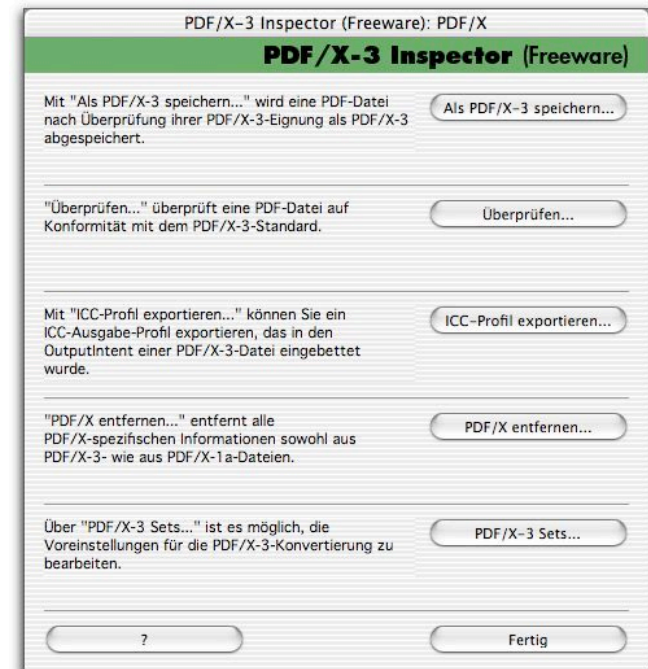 PDF/X-3 Inspector (Freeware): PDF/X
PDF/X-3 Inspector (Freeware)
Mit "Als PDF/X-3 speichern..." wird eine PDF-Datei
nach Überprüfung ihrer PDF/X-3-Eignung als PDF/X-3
abgespeichert.
Als PDF/X-3 speichern...
"Überprüfen..." überprüft eine PDF-Datei auf
Konformität mit dem PDF/X-3-Standard.
Überprüfen...
Mit "ICC-Profil exportieren..." können Sie ein
ICC-Ausgabe-Profil exportieren, das in den
OutputIntent einer PDF/X-3-Datei eingebettet
wurde.
ICC-Profil exportieren...
"PDF/X entfernen..." entfernt alle
PDF/X-spezifischen Informationen sowohl aus
PDF/X-3- wie aus PDF/X-1a-Dateien.
PDF/X entfernen...
Über "PDF/X-3 Sets..." ist es möglich, die
Voreinstellungen für die PDF/X-3-Konvertierung zu
bearbeiten.
PDF/X-3 Sets...
?
Fertig